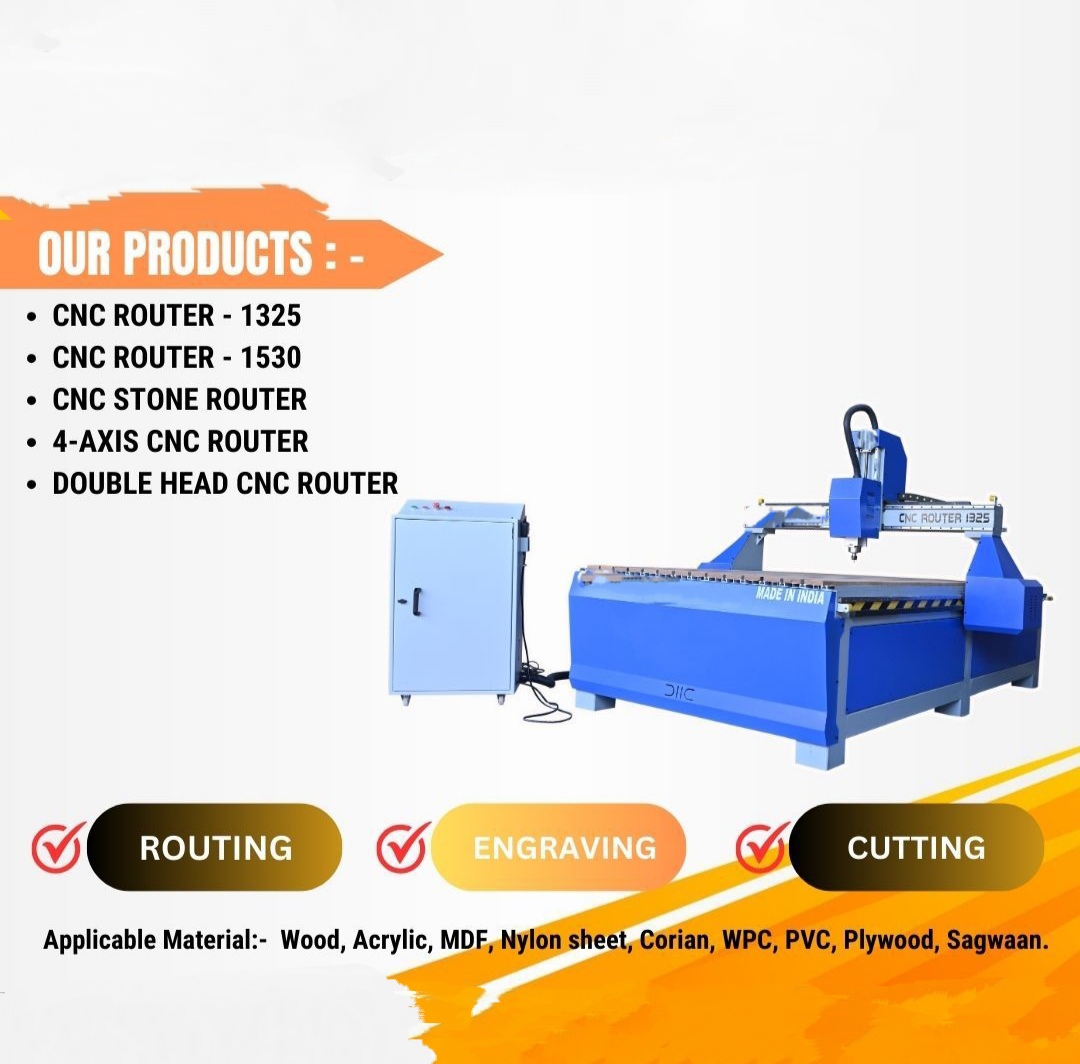 OUR PRODUCTS : -
• CNC ROUTER - 1325
• CNC ROUTER - 1530
• CNC STONE ROUTER
• 4-AXIS CNC ROUTER
• DOUBLE HEAD CNC ROUTER
CNC ROUTER 1325
MADE IN INDIA
ROUTING
ENGRAVING
CUTTING
Applicable Material:- Wood, Acrylic, MDF, Nylon sheet, Corian, WPC, PVC, Plywood, Sagwaan.